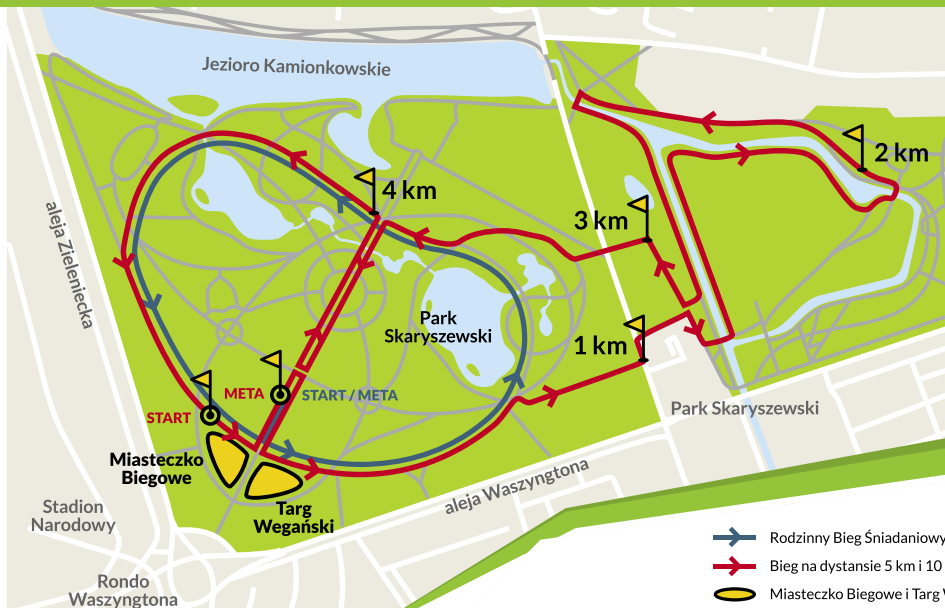 Jezioro Kamionkowskie
2 km
4 km
3 km
aleja Zieleniecka
Park
Skaryszewski
1 km
META
START / META
START
Park Skaryszewski
Miasteczko
Biegowe
aleja Waszyngtona
Targ
Wegański
Stadion
Narodowy
Rodzinny Bieg Śniadaniowy
Bieg na dystansie 5 km i 10
Rondo
Waszyngtona
Miasteczko Biegowe i Targ